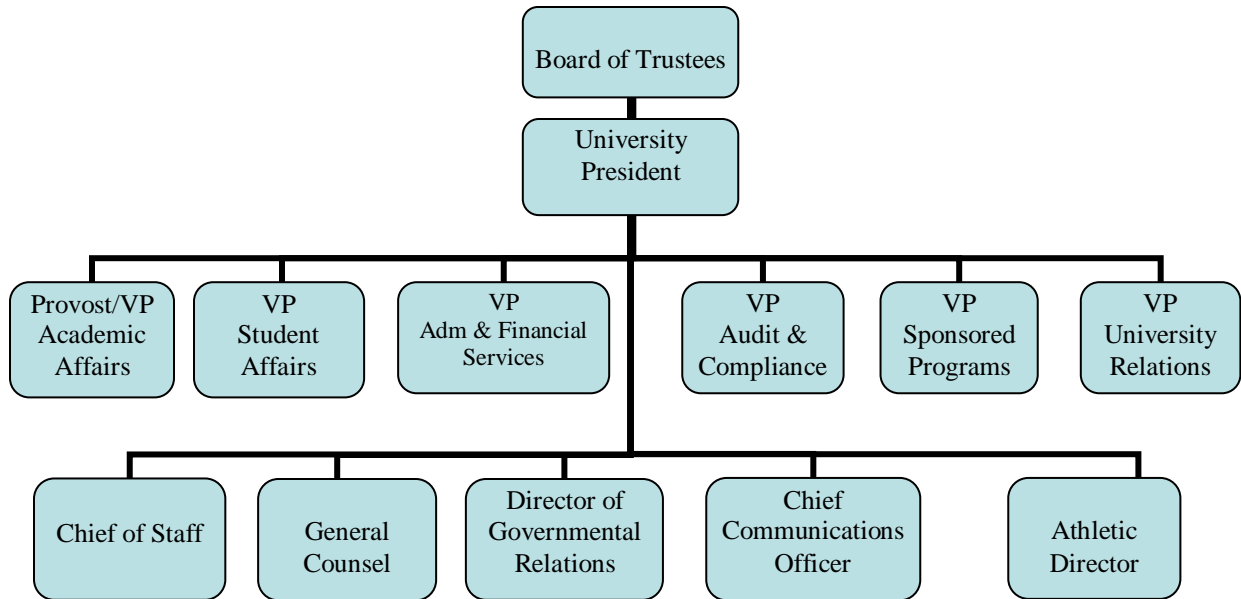 Board of Trustees
University
President
Provost/VP
Academic
Affairs
VP
Student
Affairs
VP
Adm & Financial
Services
VP
Audit &
Compliance
VP
Sponsored
Programs
VP
University
Relations
Chief of Staff
General
Counsel
Director of
Governmental
Relations
Chief
Communications
Officer
Athletic
Director